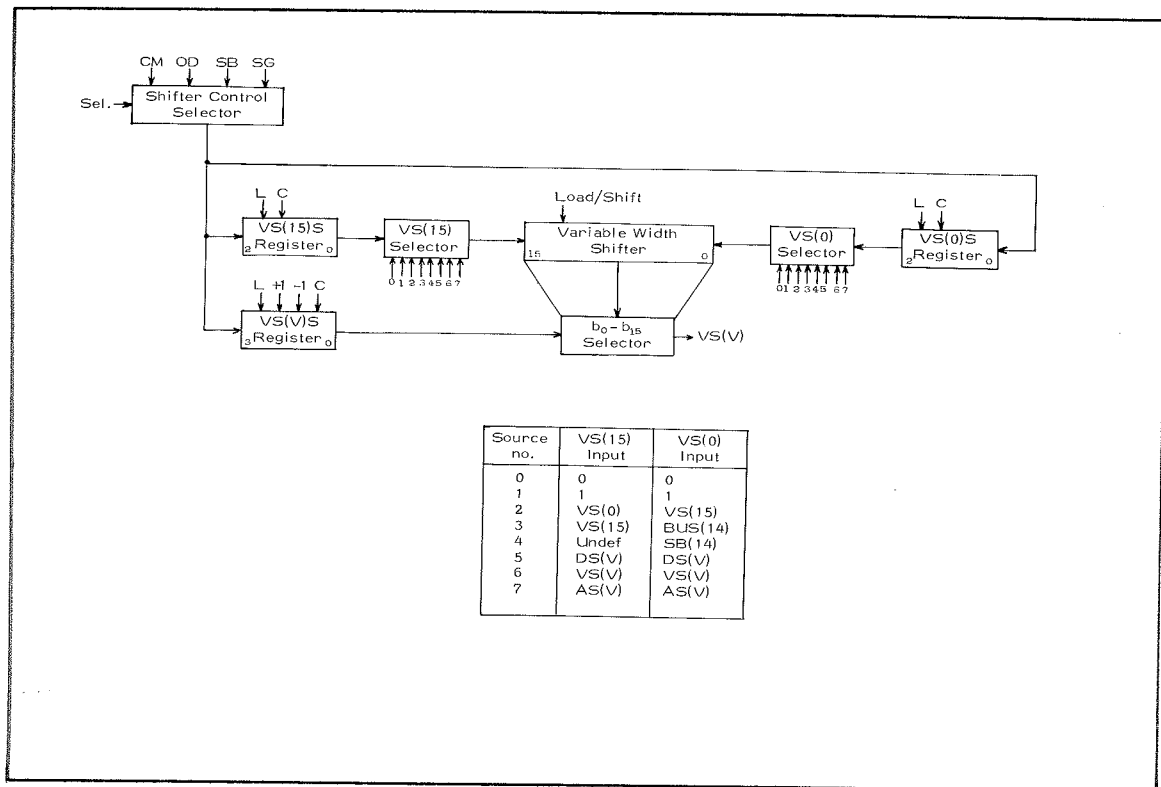 CM OD SB SG
Sel.
Shifter Control
Selector
L C
VS(15)S
2 Register 0
VS(15)
Selector
0 1 2 3 4 5 6 7
Load/Shift
Variable Width
Shifter
15 0
VS(0)
Selector
0 1 2 3 4 5 6 7
L C
VS(0)S
2 Register 0
L +1 -1 C
VS(V)S
3 Register 0
b0 - b15
Selector
VS(V)
Source no. VS(15) Input VS(0) Input
0 0 0
1 1 1
2 VS(0) VS(15)
3 VS(15) BUS(14)
4 Undef SB(14)
5 DS(V) DS(V)
6 VS(V) VS(V)
7 AS(V) AS(V)